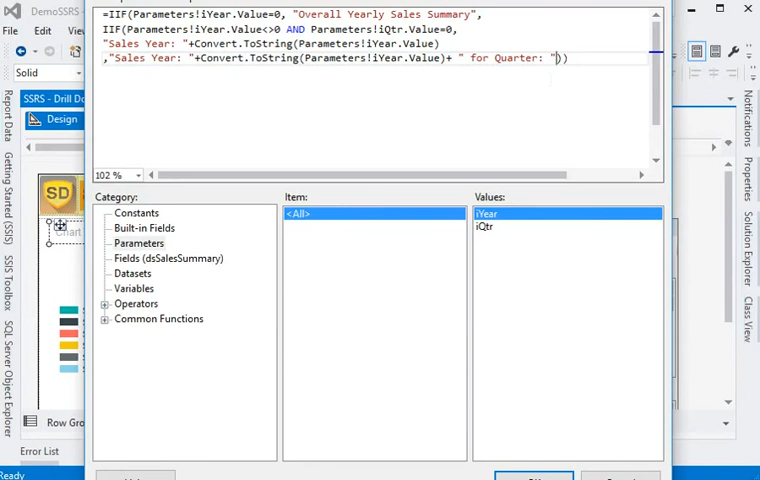 DemoSSRS -
=IIF(Parameters!iYear.Value=0, "Overall Yearly Sales Summary",
IIF(Parameters!iYear.Value<>0 AND Parameters!iQtr.Value=0,
"Sales Year: "+Convert.ToString(Parameters!iYear.Value)
,"Sales Year: "+Convert.ToString(Parameters!iYear.Value)+ " for Quarter: "))
File
Solid
SSRS - Drill Do
Design
102 %
Category:
Constants
Built-in Fields
Parameters
Fields (dsSalesSummary)
Datasets
Variables
Operators
Common Functions
Item:
<All>
Values:
iYear
iQtr
Report Data
Getting Started (SSIS)
SSIS Toolbox
SQL Server Object Explorer
Notifications
Properties
Solution Explorer
Class View
SD
Chart
Row Gro
Error List
Ready